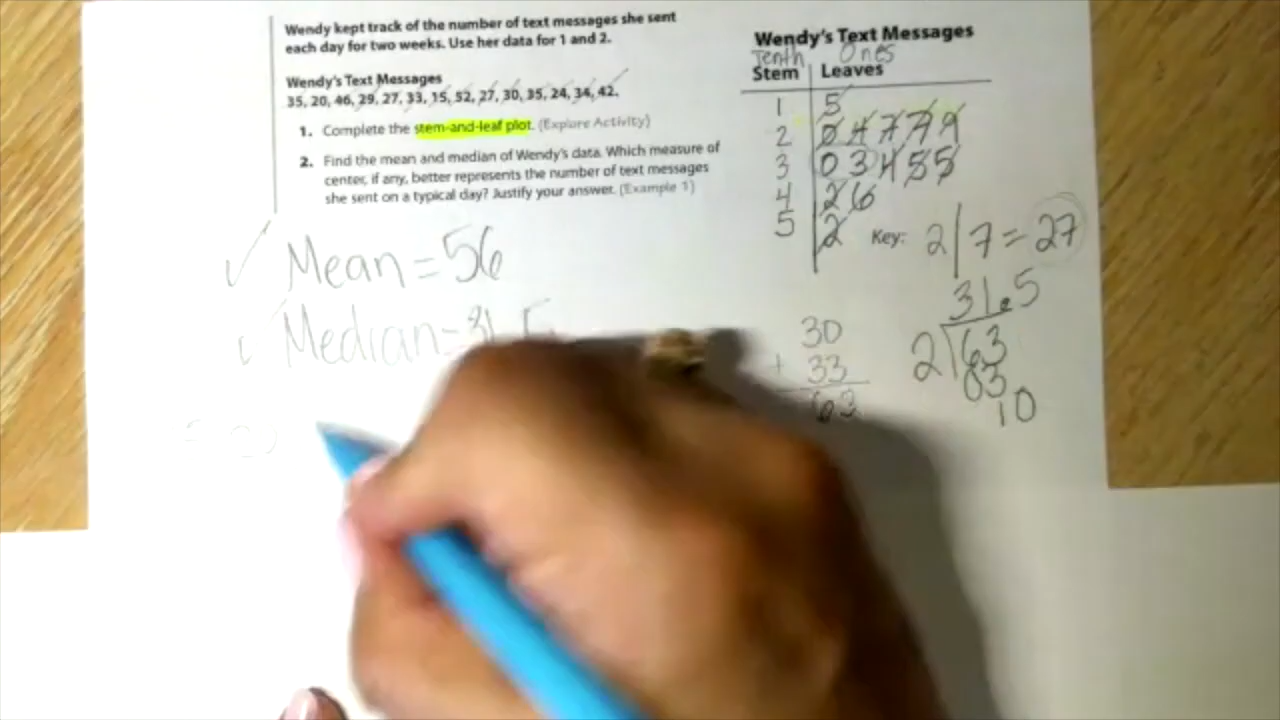 Wendy kept track of the number of text messages she sent
each day for two weeks. Use her data for 1 and 2.
Wendy's Text Messages
35, 20, 46, 29, 27, 33, 15, 52, 27, 30, 35, 24, 34, 42.
1. Complete the stem-and-leaf plot. (Explore Activity)
2. Find the mean and median of Wendy's data. Which measure of
center, if any, better represents the number of text messages
she sent on a typical day? Justify your answer. (Example 1)
Mean = 56
Median = 31.5
Wendy's Text Messages
Tenth Ones
Stem Leaves
1 5
2 0 4 7 7 9
3 0 3 4 5 5
4 2 6
5 2
Key: 2|7 = 27
30
+ 33
63
31.5
2 63
03
10